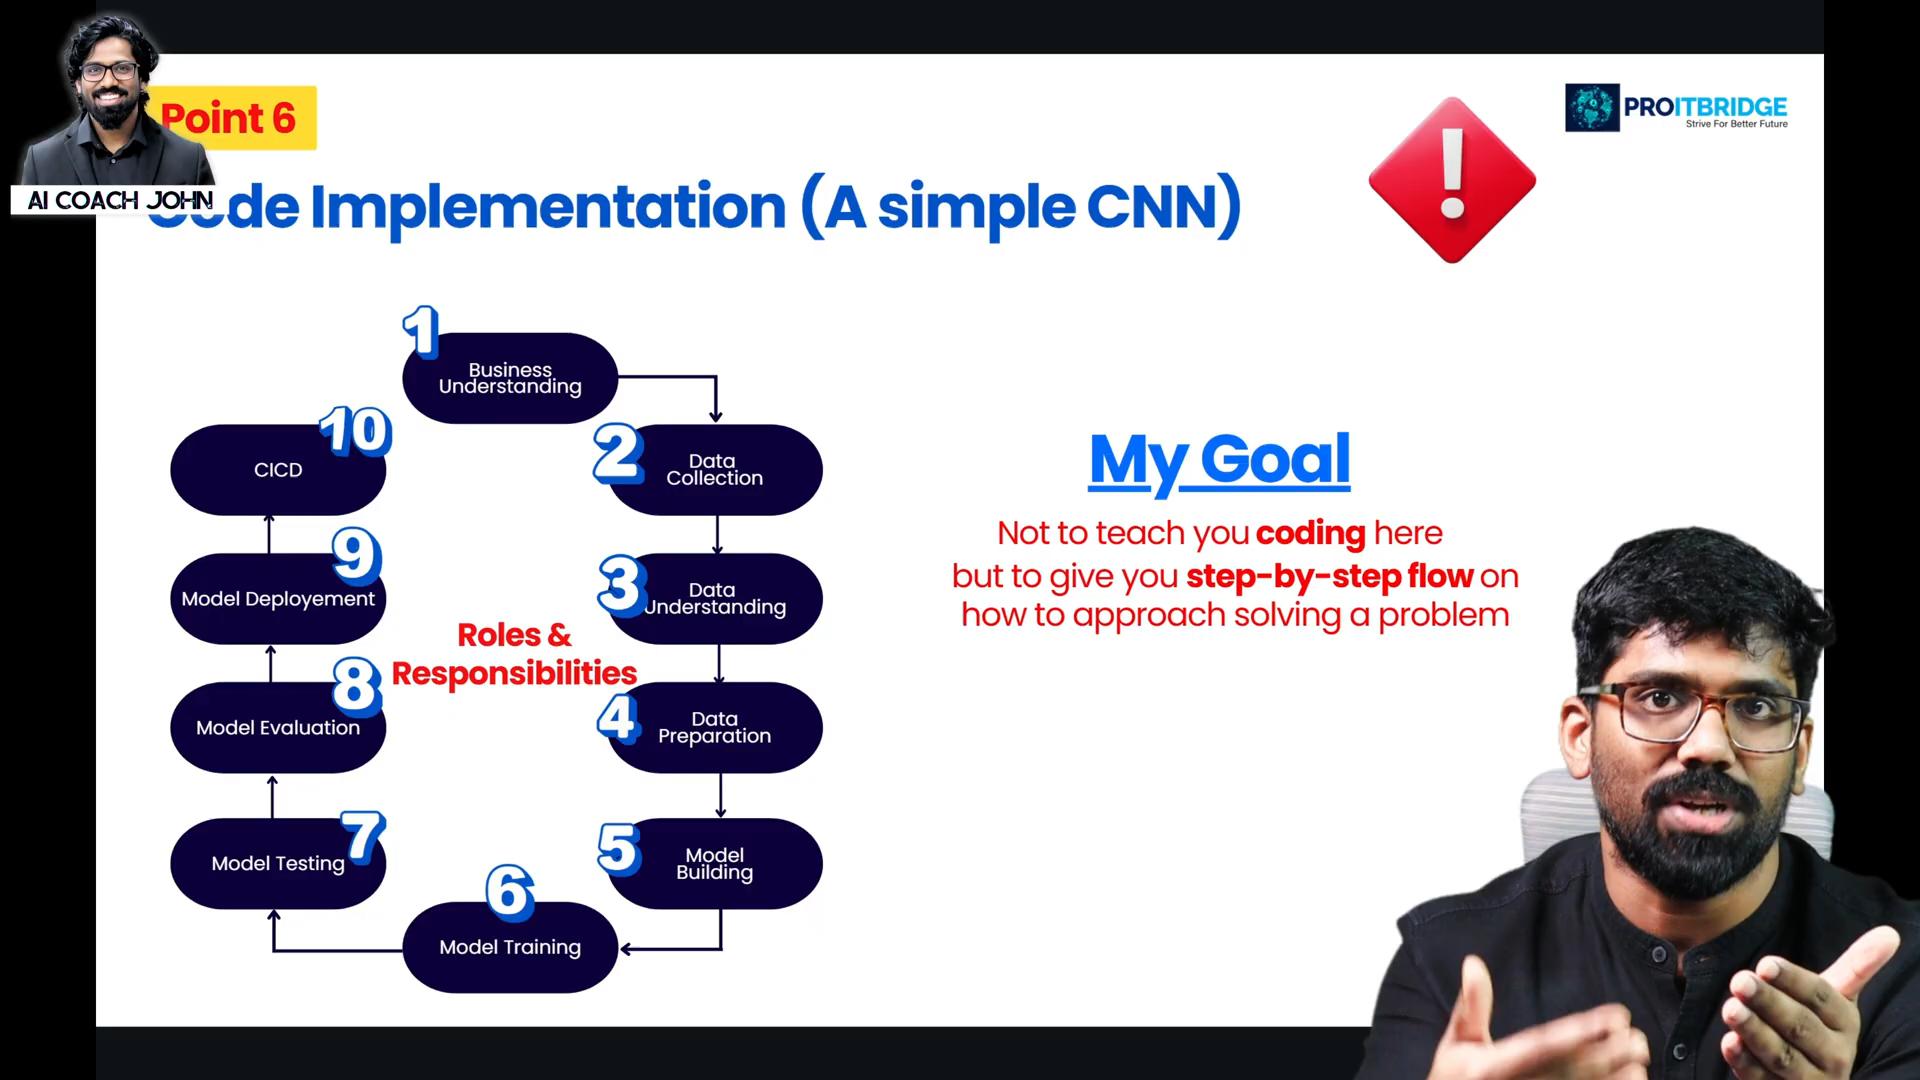 Point 6
PROITBRIDGE
Strive For Better Future
AI COACH JOHN
Code Implementation (A simple CNN)
1
Business
Understanding
2
Data
Collection
3
Data
Understanding
4
Data
Preparation
5
Model
Building
6
Model Training
7
Model Testing
8
Model Evaluation
9
Model Deployement
10
CICD
Roles &
Responsibilities
My Goal
Not to teach you coding here
but to give you step-by-step flow on
how to approach solving a problem